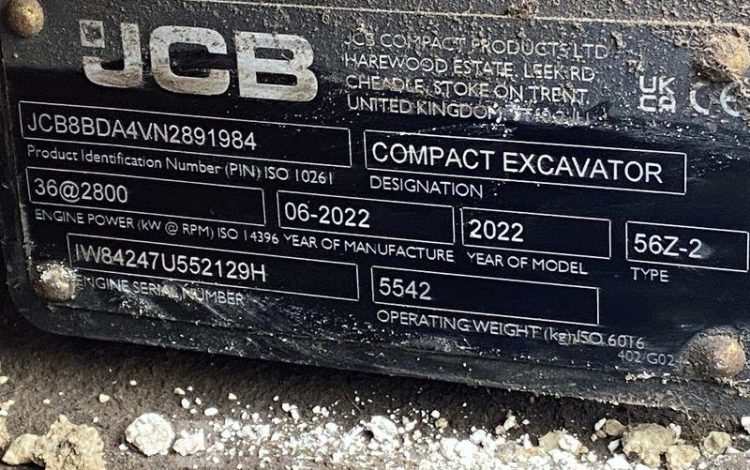 JCB
JCB COMPACT PRODUCTS LTD
HAREWOOD ESTATE, LEEK RD
CHEADLE, STOKE ON TRENT,
UNITED KINGDOM,
UK CA CE
JCB8BDA4VN2891984
Product Identification Number (PIN) ISO 10261
COMPACT EXCAVATOR
DESIGNATION
36@2800
ENGINE POWER (kW @ RPM) ISO 14396
06-2022
YEAR OF MANUFACTURE
2022
YEAR OF MODEL
56Z-2
TYPE
IW84247U552129H
ENGINE SERIAL NUMBER
5542
OPERATING WEIGHT (kg) ISO 6016